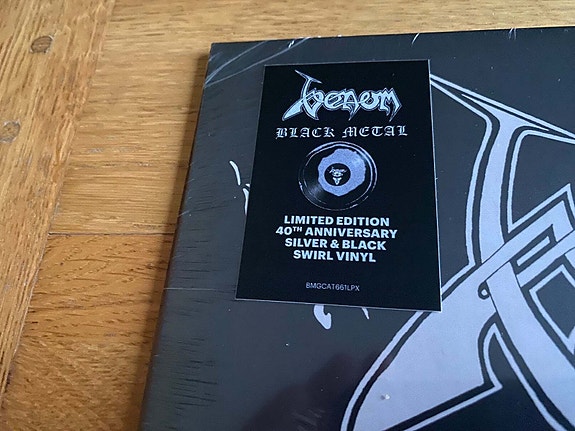 Venom
BLACK METAL
LIMITED EDITION
40TH ANNIVERSARY
SILVER & BLACK
SWIRL VINYL
BMGCAT661LPX